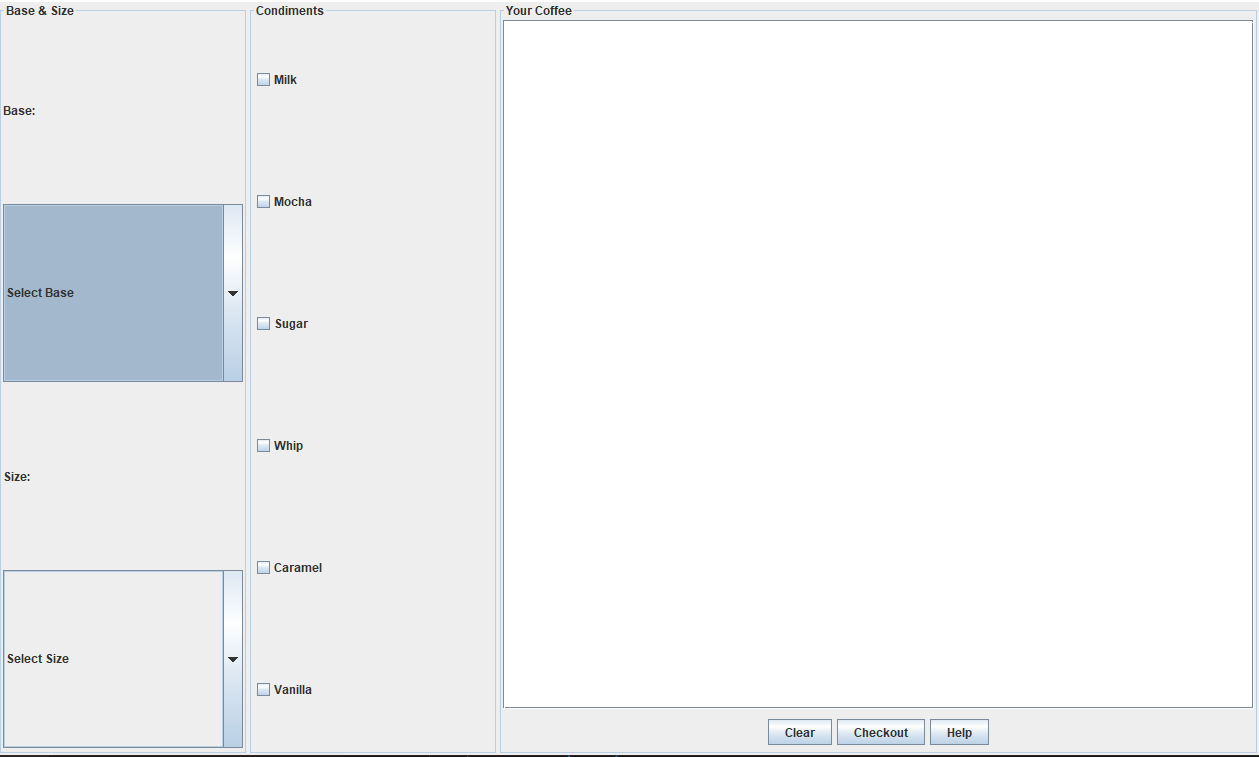 Base & Size
Base:
Select Base
Size:
Select Size
Condiments
Milk
Mocha
Sugar
Whip
Caramel
Vanilla
Your Coffee
Clear Checkout Help